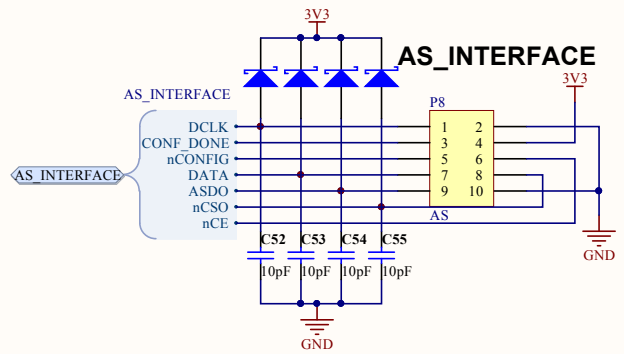 3V3
AS_INTERFACE
3V3
AS_INTERFACE
P8
DCLK
1 2
CONF_DONE
3 4
nCONFIG
5 6
AS_INTERFACE
DATA
7 8
ASDO
9 10
nCSO
AS
nCE
C52 C53 C54 C55
GND
10pF 10pF 10pF 10pF
GND